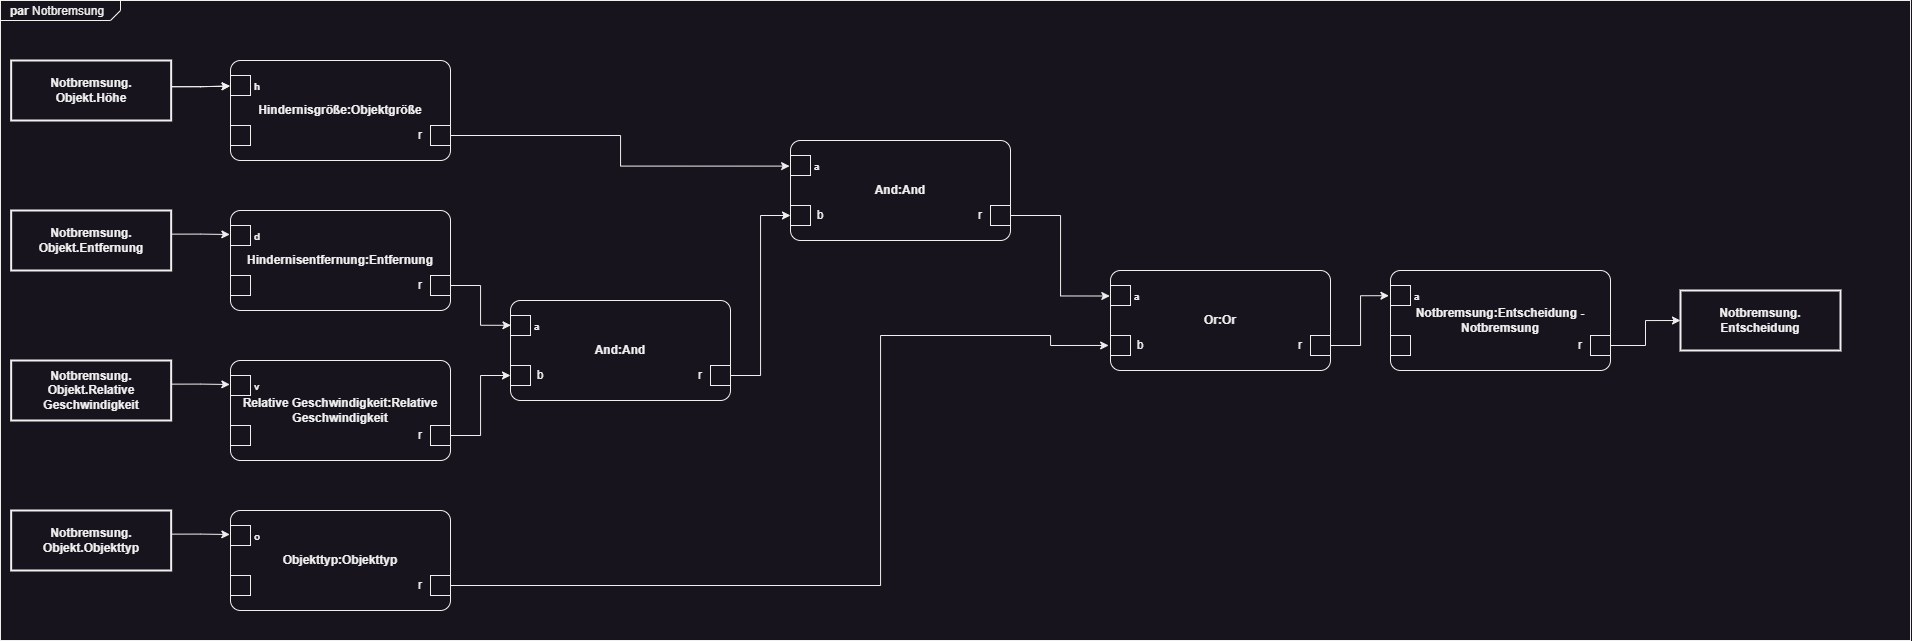 par Notbremsung
Notbremsung.
Objekt.Höhe
h
Hindernisgröße:Objektgröße
r
Notbremsung.
Objekt.Entfernung
d
Hindernisentfernung:Entfernung
r
Notbremsung.
Objekt.Relative
Geschwindigkeit
v
Relative Geschwindigkeit:Relative
Geschwindigkeit
r
Notbremsung.
Objekt.Objekttyp
o
Objekttyp:Objekttyp
r
a
And:And
b
r
a
And:And
b
r
a
Or:Or
b
r
a
Notbremsung:Entscheidung -
Notbremsung
r
Notbremsung.
Entscheidung